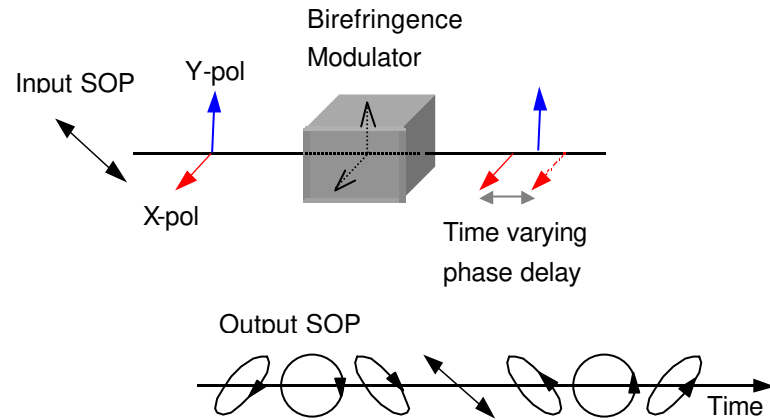 Birefringence
Modulator
Y-pol
Input SOP
X-pol
Time varying
phase delay
Output SOP
Time